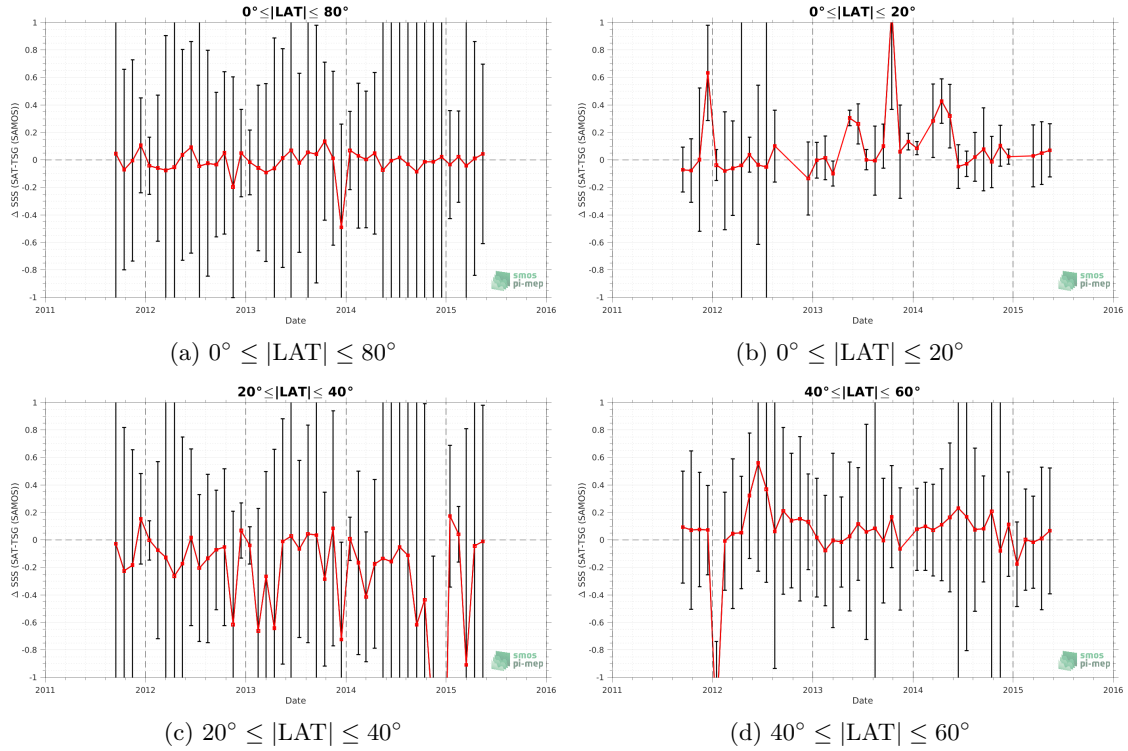 0°≤|LAT|≤ 80°
Δ SSS (SAT-TSG (SAMOS))
1
0.8
0.6
0.4
0.2
0
-0.2
-0.4
-0.6
-0.8
-1
2011 2012 2013 2014 2015 2016
Date
smos
pi-mep
(a) 0° ≤ |LAT| ≤ 80°
0°≤|LAT|≤ 20°
Δ SSS (SAT-TSG (SAMOS))
1
0.8
0.6
0.4
0.2
0
-0.2
-0.4
-0.6
-0.8
-1
2011 2012 2013 2014 2015 2016
Date
smos
pi-mep
(b) 0° ≤ |LAT| ≤ 20°
20°≤|LAT|≤ 40°
Δ SSS (SAT-TSG (SAMOS))
1
0.8
0.6
0.4
0.2
0
-0.2
-0.4
-0.6
-0.8
-1
2011 2012 2013 2014 2015 2016
Date
smos
pi-mep
(c) 20° ≤ |LAT| ≤ 40°
40°≤|LAT|≤ 60°
Δ SSS (SAT-TSG (SAMOS))
1
0.8
0.6
0.4
0.2
0
-0.2
-0.4
-0.6
-0.8
-1
2011 2012 2013 2014 2015 2016
Date
smos
pi-mep
(d) 40° ≤ |LAT| ≤ 60°